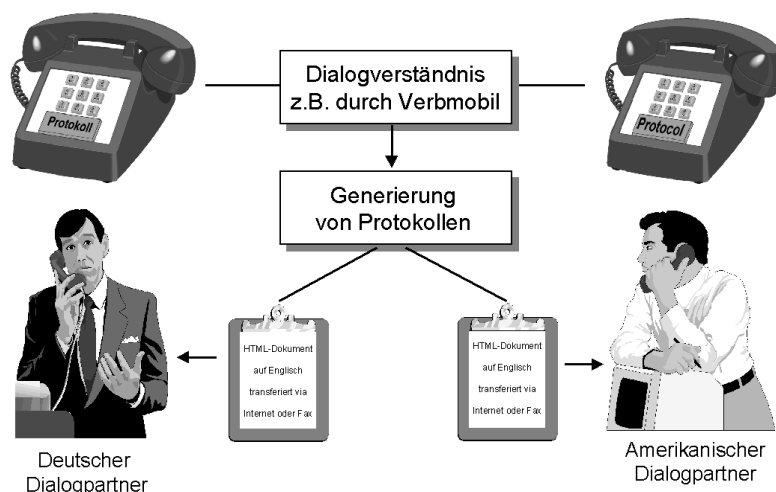 Dialogverständnis
z.B. durch Verbmobil
Protokoll
Protocol
Generierung
von Protokollen
HTML-Dokument
auf Englisch
transferiert via
Internet oder Fax
HTML-Dokument
auf Englisch
transferiert via
Internet oder Fax
Deutscher
Dialogpartner
Amerikanischer
Dialogpartner